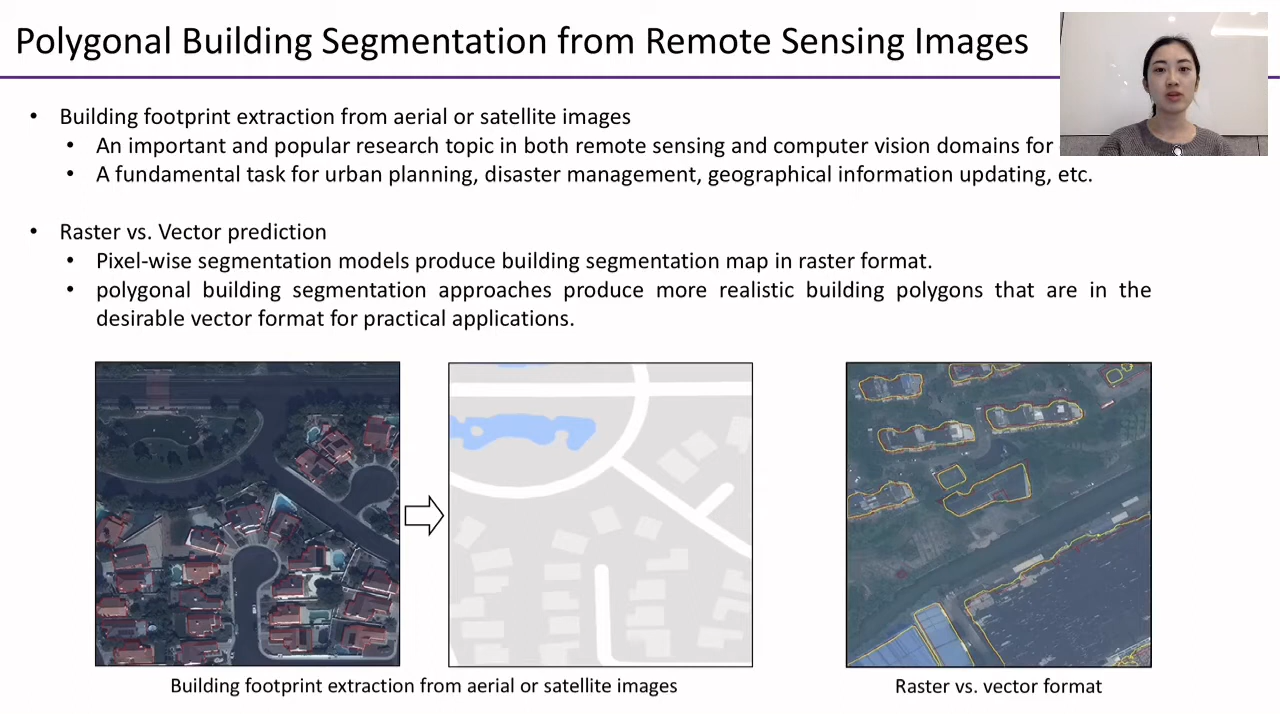 Polygonal Building Segmentation from Remote Sensing Images
• Building footprint extraction from aerial or satellite images
• An important and popular research topic in both remote sensing and computer vision domains for
• A fundamental task for urban planning, disaster management, geographical information updating, etc.
• Raster vs. Vector prediction
• Pixel-wise segmentation models produce building segmentation map in raster format.
• polygonal building segmentation approaches produce more realistic building polygons that are in the
desirable vector format for practical applications.
Building footprint extraction from aerial or satellite images
Raster vs. vector format